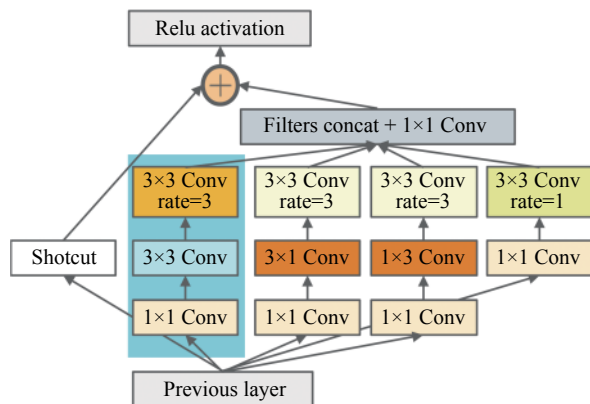 Relu activation
Filters concat + 1×1 Conv
3×3 Conv
rate=3
3×3 Conv
rate=3
3×3 Conv
rate=3
3×3 Conv
rate=1
Shotcut
3×3 Conv
3×1 Conv
1×3 Conv
1×1 Conv
1×1 Conv
1×1 Conv
1×1 Conv
Previous layer